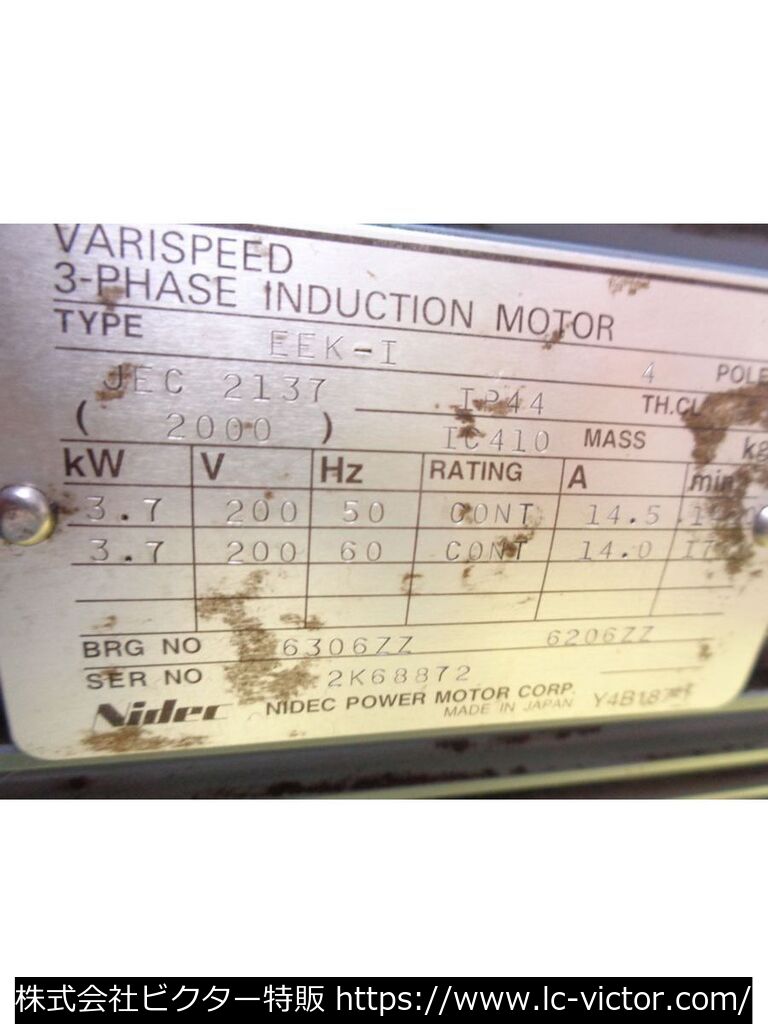 VARISPEED
3-PHASE INDUCTION MOTOR
TYPE EEK-I 4 POLE
JEC 2137 IP44
( 2000 ) IC410 MASS kg
kW V Hz RATING A min
3.7 200 50 CONT 14.5
3.7 200 60 CONT 14.0
BRG NO 6306ZZ 6206ZZ
SER NO 2K68872
Nidec NIDEC POWER MOTOR CORP.
MADE IN JAPAN
株式会社ビクター特販 https://www.lc-victor.com/